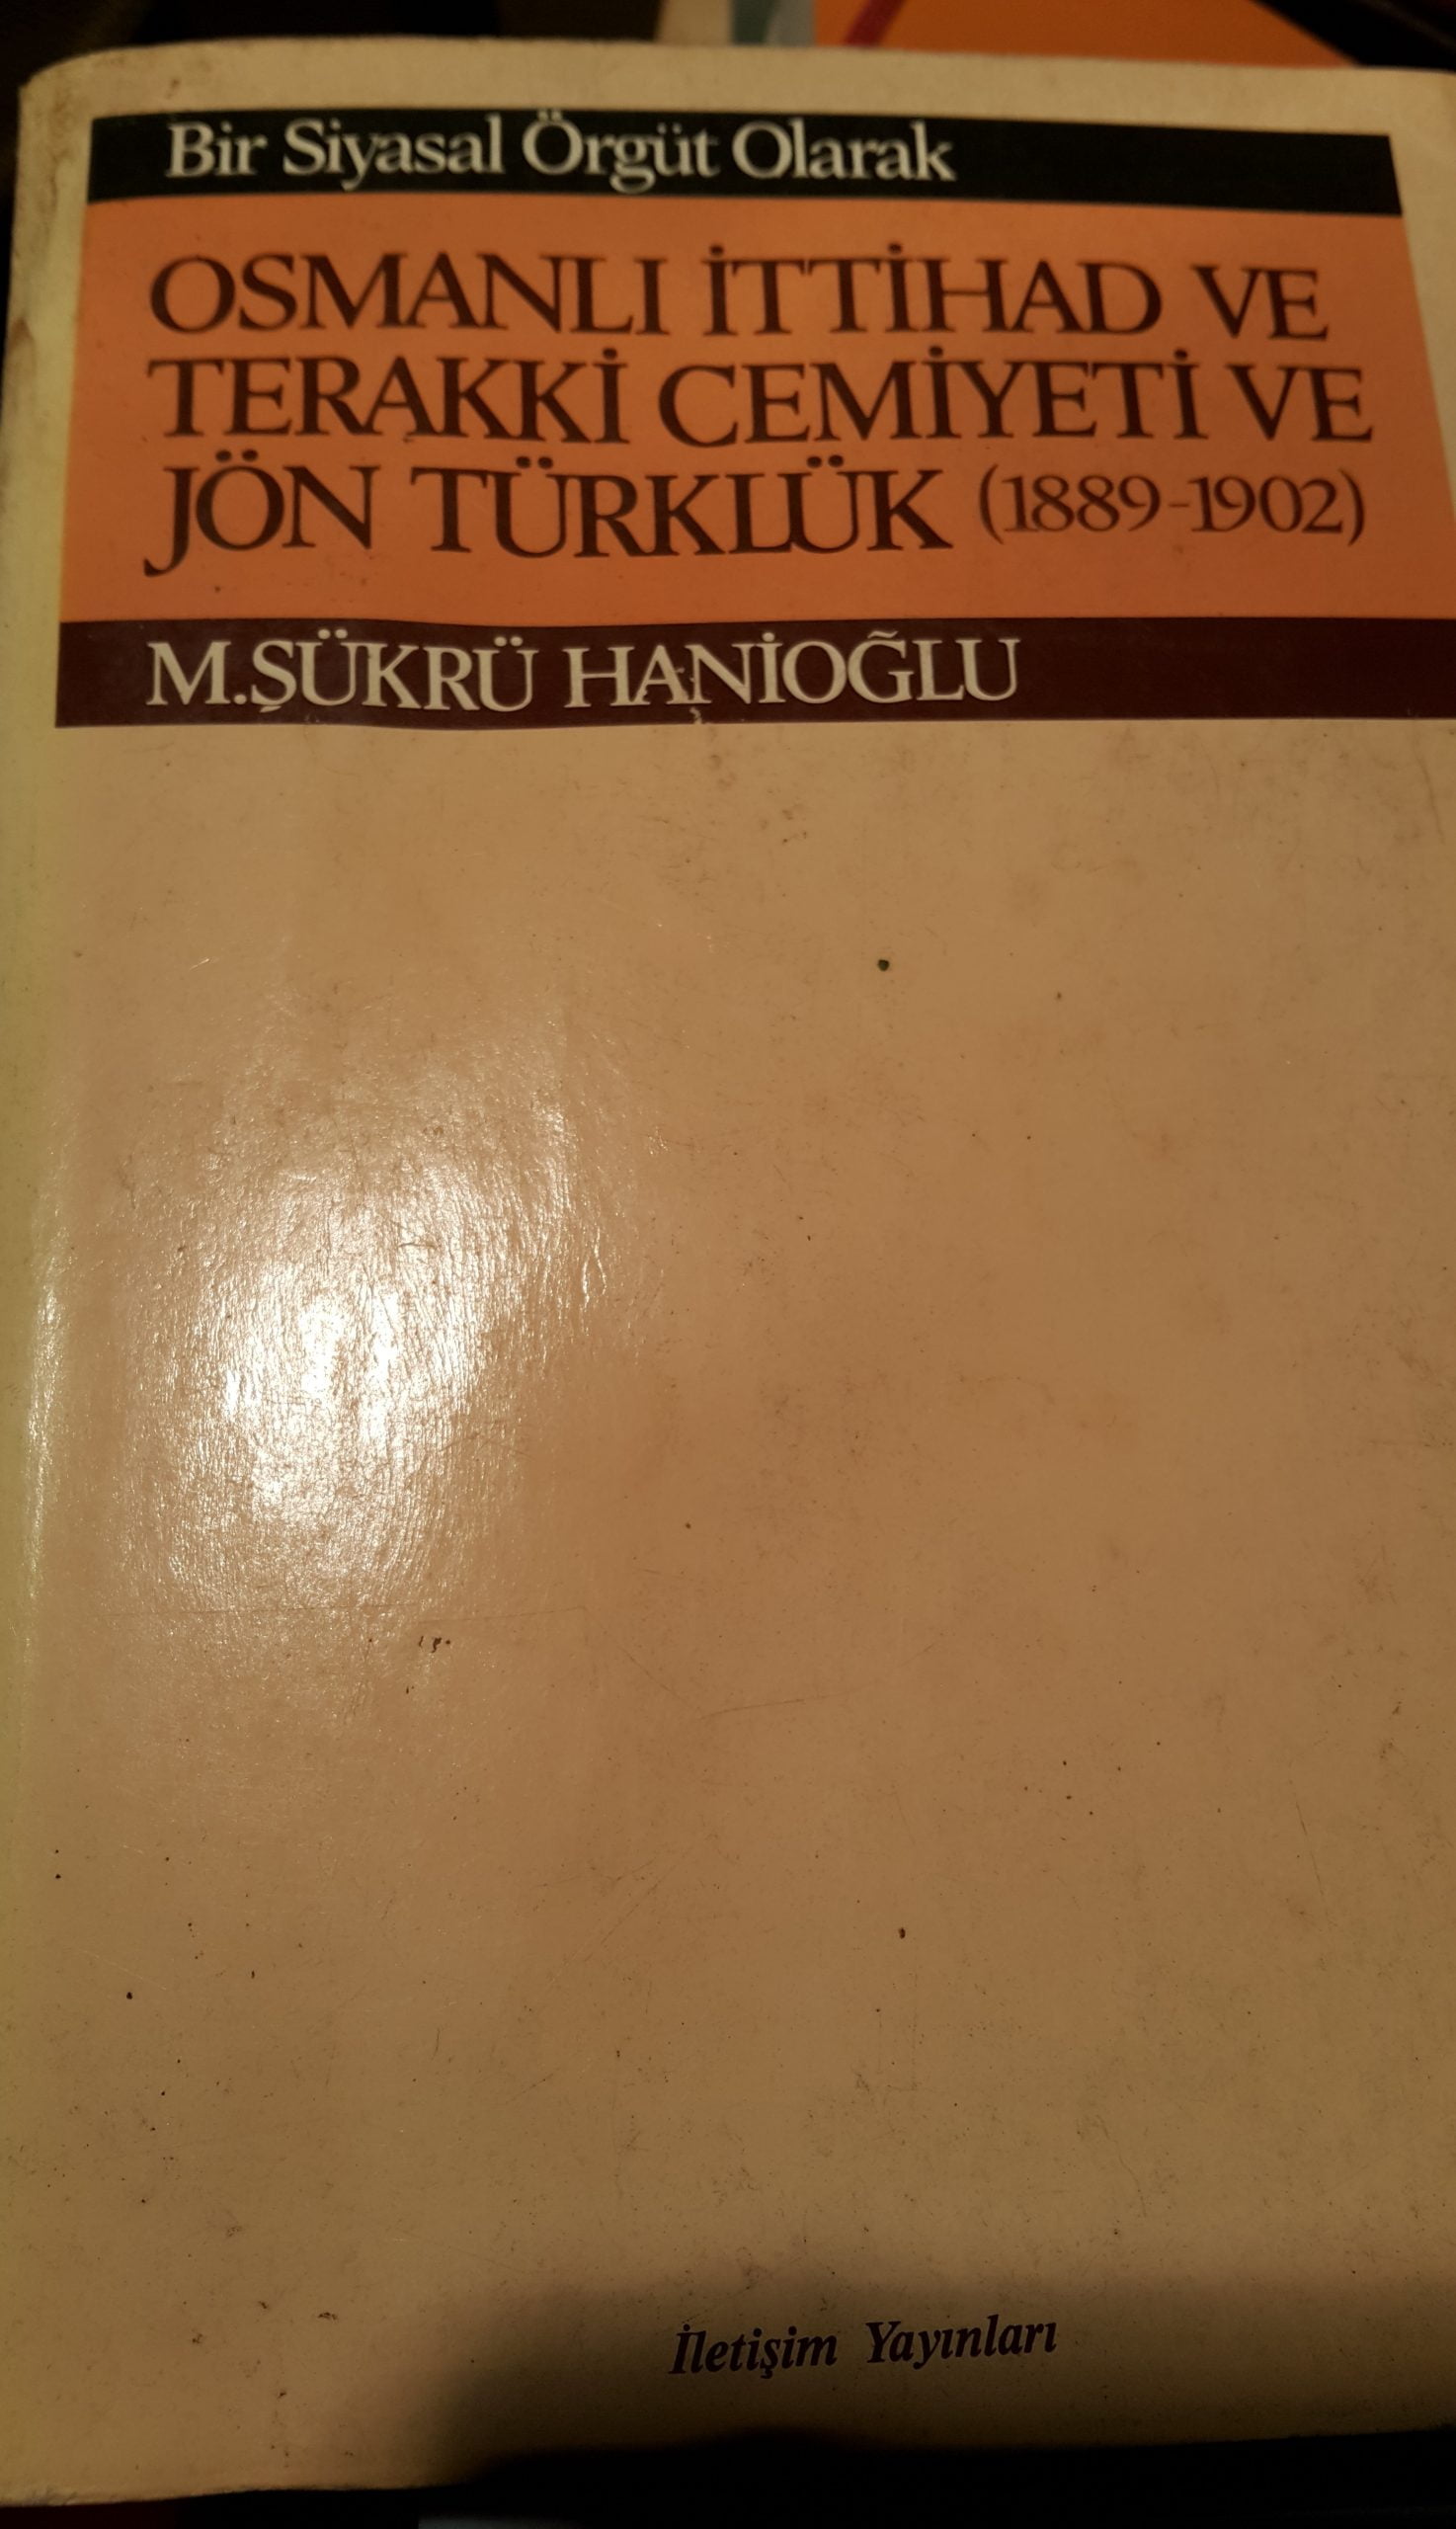 Bir Siyasal Örgüt Olarak
OSMANLI İTTİHAD VE
TERAKKİ CEMİYETİ VE
JÖN TÜRKLÜK (1889-1902)
M.ŞÜKRÜ HANİOĞLU
İletişim Yayınları